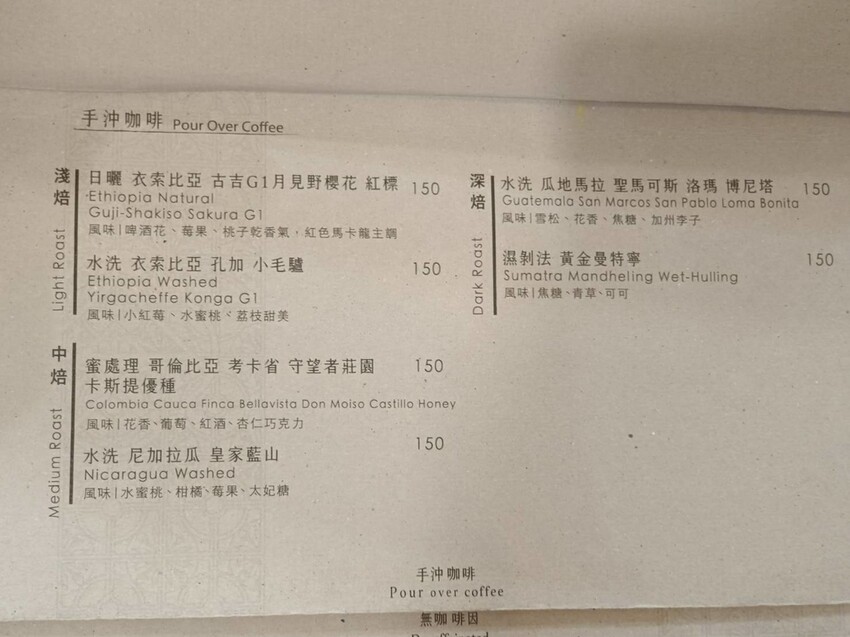 手沖咖啡 Pour Over Coffee
淺焙 Light Roast
日曬 衣索比亞 古吉G1月見野櫻花 紅標 150
Ethiopia Natural
Guji-Shakiso Sakura G1
風味|啤酒花、莓果、桃子乾香氣,紅色馬卡龍主調
水洗 衣索比亞 孔加 小毛驢 150
Ethiopia Washed
Yirgacheffe Konga G1
風味|小紅莓、水蜜桃、荔枝甜美
中焙 Medium Roast
蜜處理 哥倫比亞 考卡省 守望者莊園 150
卡斯提優種
Colombia Cauca Finca Bellavista Don Moiso Castillo Honey
風味|花香、葡萄、紅酒、杏仁巧克力
水洗 尼加拉瓜 皇家藍山 150
Nicaragua Washed
風味|水蜜桃、柑橘、莓果、太妃糖
深焙 Dark Roast
水洗 瓜地馬拉 聖馬可斯 洛瑪 博尼塔 150
Guatemala San Marcos San Pablo Loma Bonita
風味|雪松、花香、焦糖、加州李子
濕剝法 黃金曼特寧 150
Sumatra Mandheling Wet-Hulling
風味|焦糖、青草、可可
手沖咖啡
Pour over coffee
無咖啡因